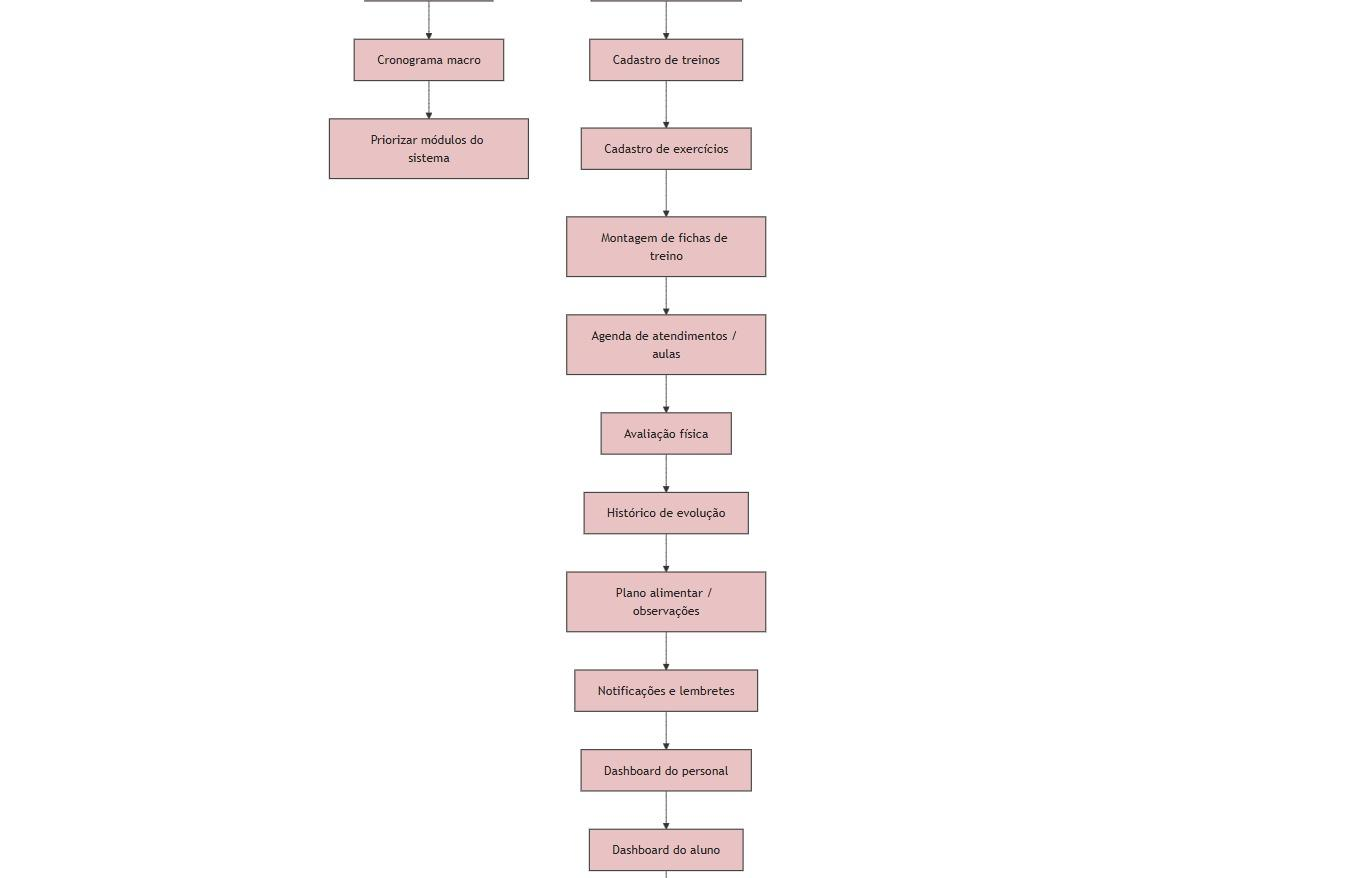 Cronograma macro
Priorizar módulos do
sistema
Cadastro de treinos
Cadastro de exercícios
Montagem de fichas de
treino
Agenda de atendimentos /
aulas
Avaliação física
Histórico de evolução
Plano alimentar /
observações
Notificações e lembretes
Dashboard do personal
Dashboard do aluno